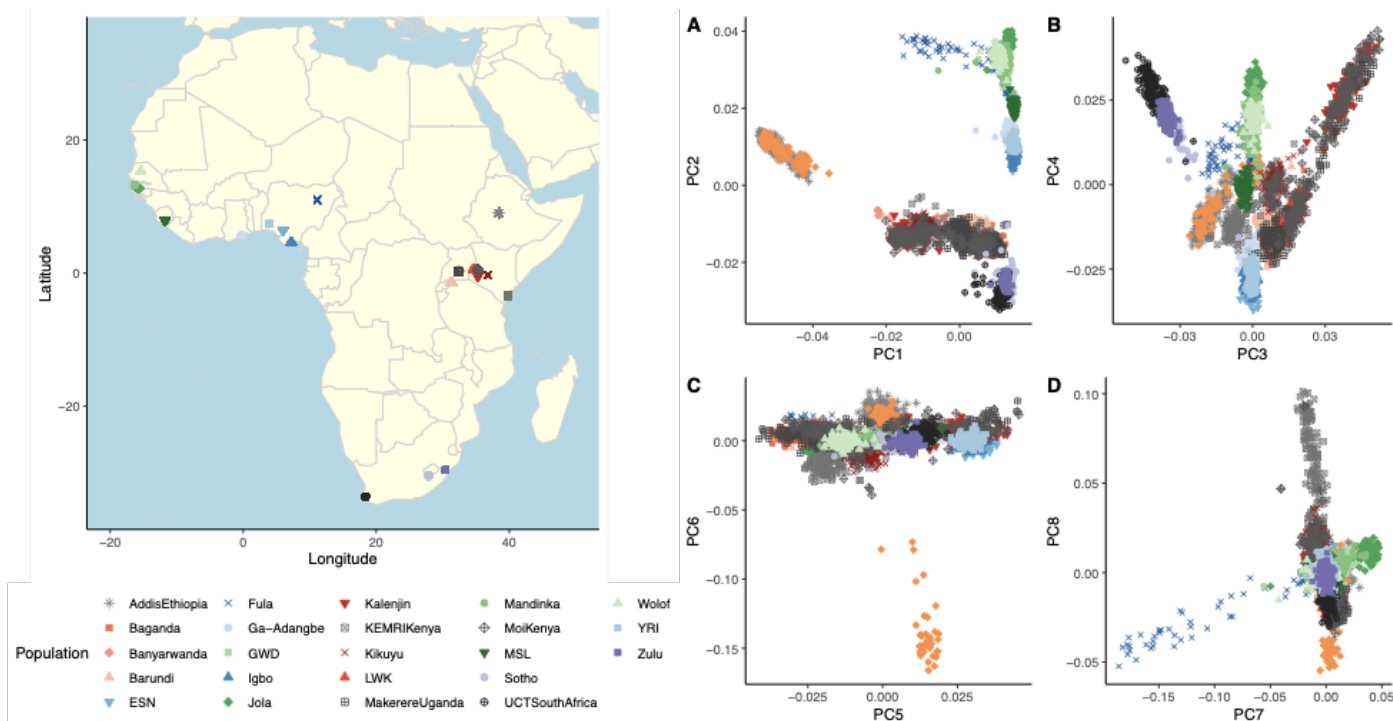 20
0
−20
Latitude
−20
0
20
40
Longitude
Population
AddisEthiopia
Baganda
Banyarwanda
Barundi
ESN
Fula
Ga−Adangbe
GWD
Igbo
Jola
Kalenjin
KEMRIKenya
Kikuyu
LWK
MakerereUganda
Mandinka
MoiKenya
MSL
Sotho
UCTSouthAfrica
Wolof
YRI
Zulu
A
0.04
0.02
0.00
−0.02
PC2
−0.04
−0.02
0.00
PC1
B
0.025
0.000
−0.025
PC4
−0.03
0.00
0.03
PC3
C
0.00
−0.05
−0.10
−0.15
PC6
−0.025
0.000
0.025
PC5
D
0.10
0.05
0.00
−0.05
PC8
−0.15
−0.10
−0.05
0.00
0.05
PC7